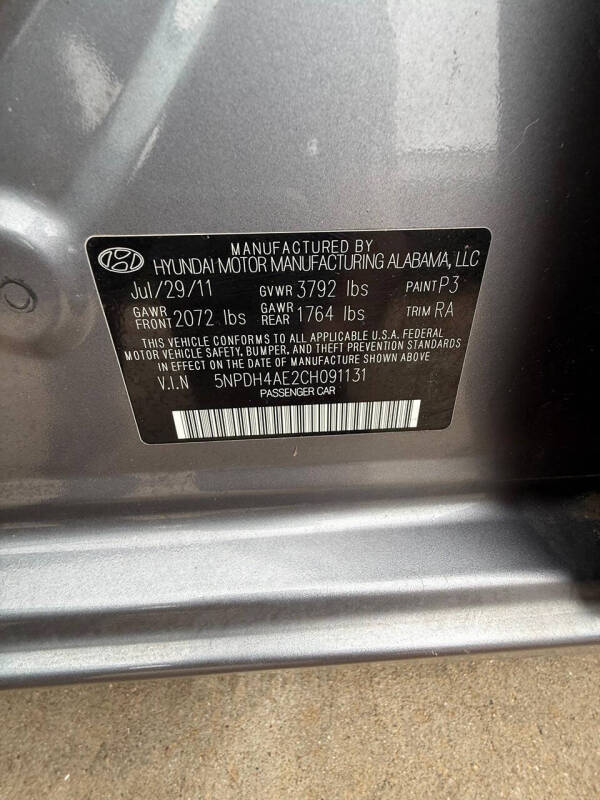 MANUFACTURED BY
HYUNDAI MOTOR MANUFACTURING ALABAMA, LLC
Jul/29/11 GVWR 3792 lbs PAINT P3
GAWR FRONT 2072 lbs GAWR REAR 1764 lbs TRIM RA
THIS VEHICLE CONFORMS TO ALL APPLICABLE U.S.A. FEDERAL
MOTOR VEHICLE SAFETY, BUMPER, AND THEFT PREVENTION STANDARDS
IN EFFECT ON THE DATE OF MANUFACTURE SHOWN ABOVE
V.I.N 5NPDH4AE2CH091131
PASSENGER CAR